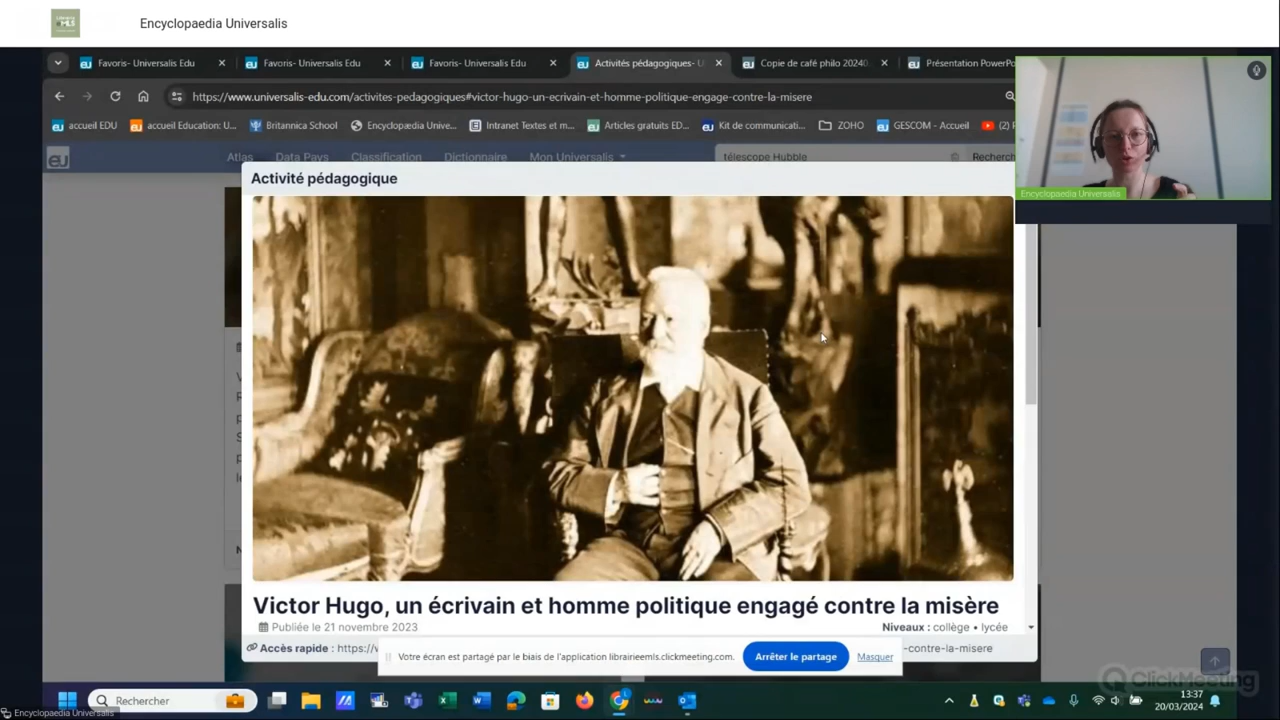 Encyclopaedia Universalis
Favoris- Universalis Edu
Favoris- Universalis Edu
Favoris- Universalis Edu
Activités pédagogiques- U
Copie de café philo 20240
Présentation PowerPo
https://www.universalis-edu.com/activites-pedagogiques#victor-hugo-un-ecrivain-et-homme-politique-engage-contre-la-misere
accueil EDU
accueil Education: U...
Britannica School
Encyclopædia Unive...
Intranet Textes et m...
Articles gratuits ED...
Kit de communicati...
ZOHO
GESCOM - Accueil
(2)
Atlas
Data Pays
Classification
Dictionnaire
Mon Universalis
télescope Hubble
Recherch
Encyclopaedia Universalis
Activité pédagogique
Victor Hugo, un écrivain et homme politique engagé contre la misère
Publiée le 21 novembre 2023
Niveaux : collège • lycée
Accès rapide : https://v
-contre-la-misere
Votre écran est partagé par le biais de l'application librairieemls.clickmeeting.com.
Arrêter le partage
Masquer
ClickMeeting
Rechercher
13:37
20/03/2024
Encyclopaedia Universalis